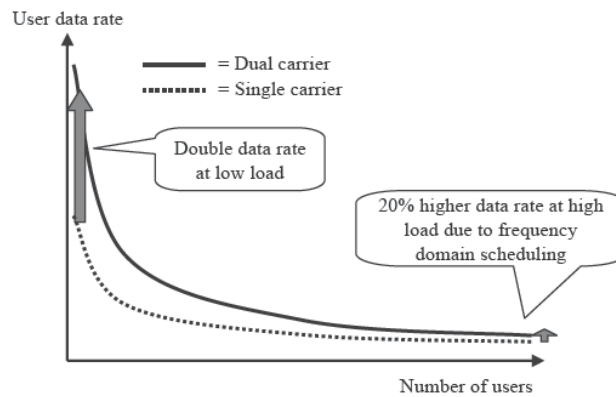 User data rate
= Dual carrier
= Single carrier
Double data rate
at low load
20% higher data rate at high
load due to frequency
domain scheduling
Number of users